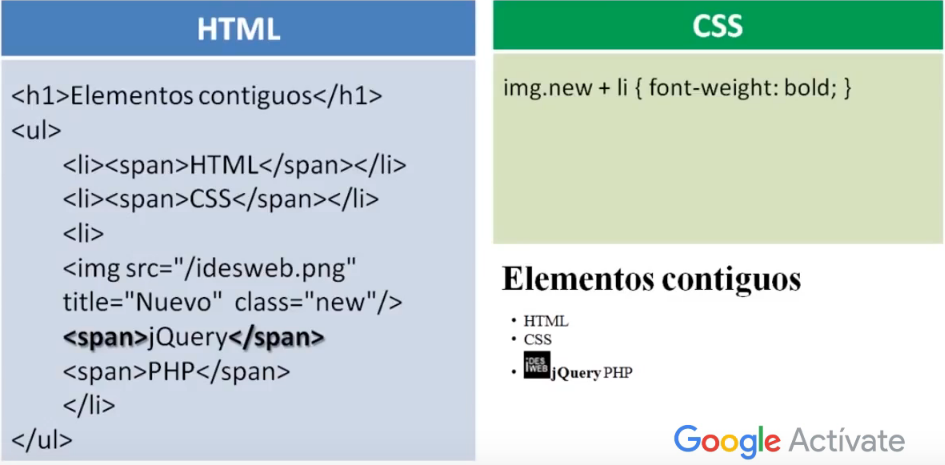 HTML
<h1>Elementos contiguos</h1>
<ul>
<li><span>HTML</span></li>
<li><span>CSS</span></li>
<li>
<img src="/idesweb.png"
title="Nuevo" class="new"/>
<span>jQuery</span>
<span>PHP</span>
</li>
</ul>
CSS
img.new + li { font-weight: bold; }
Elementos contiguos
• HTML
• CSS
• iDES WEB jQuery PHP
Google Actívate